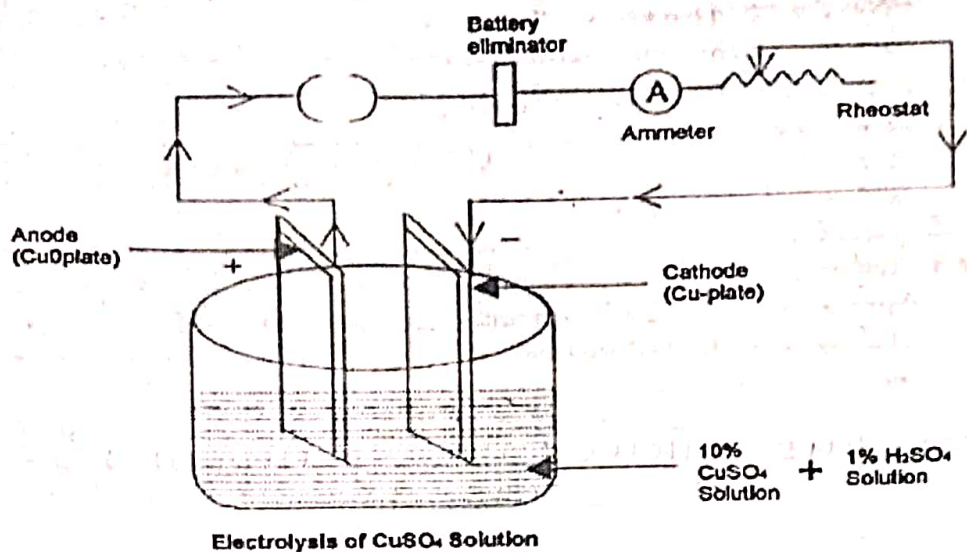 Battery
eliminator
A
Ammeter
Rheostat
Anode
(Cu0plate)
+
−
Cathode
(Cu-plate)
10%
CuSO₄
Solution
+
1% H₂SO₄
Solution
Electrolysis of CuSO₄ Solution